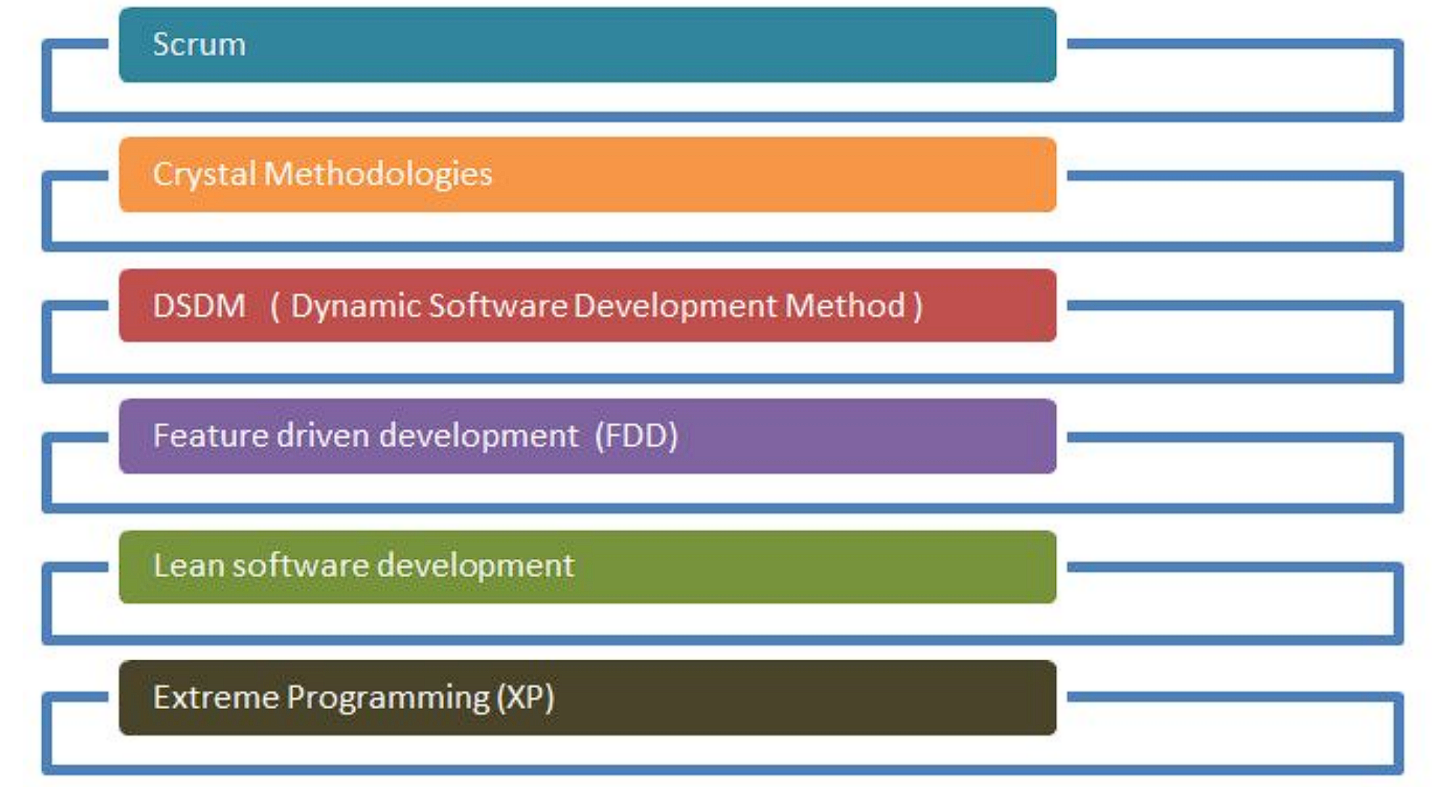 Scrum
Crystal Methodologies
DSDM ( Dynamic Software Development Method )
Feature driven development (FDD)
Lean software development
Extreme Programming (XP)